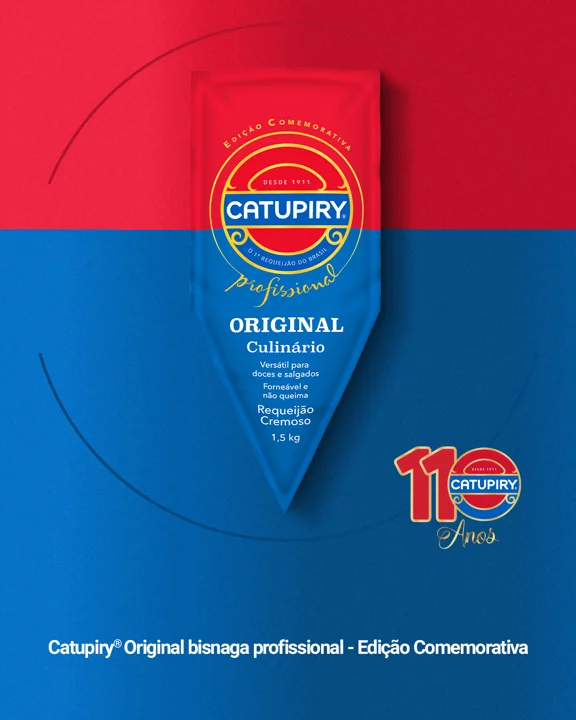 EDIÇÃO COMEMORATIVA
DESDE 1911
CATUPIRY®
O 1º REQUEIJÃO DO BRASIL
profissional
ORIGINAL
Culinário
Versátil para
doces e salgados
Forneável e
não queima
Requeijão
Cremoso
1,5 kg
110
DESDE 1911
CATUPIRY®
Anos
Catupiry® Original bisnaga profissional - Edição Comemorativa